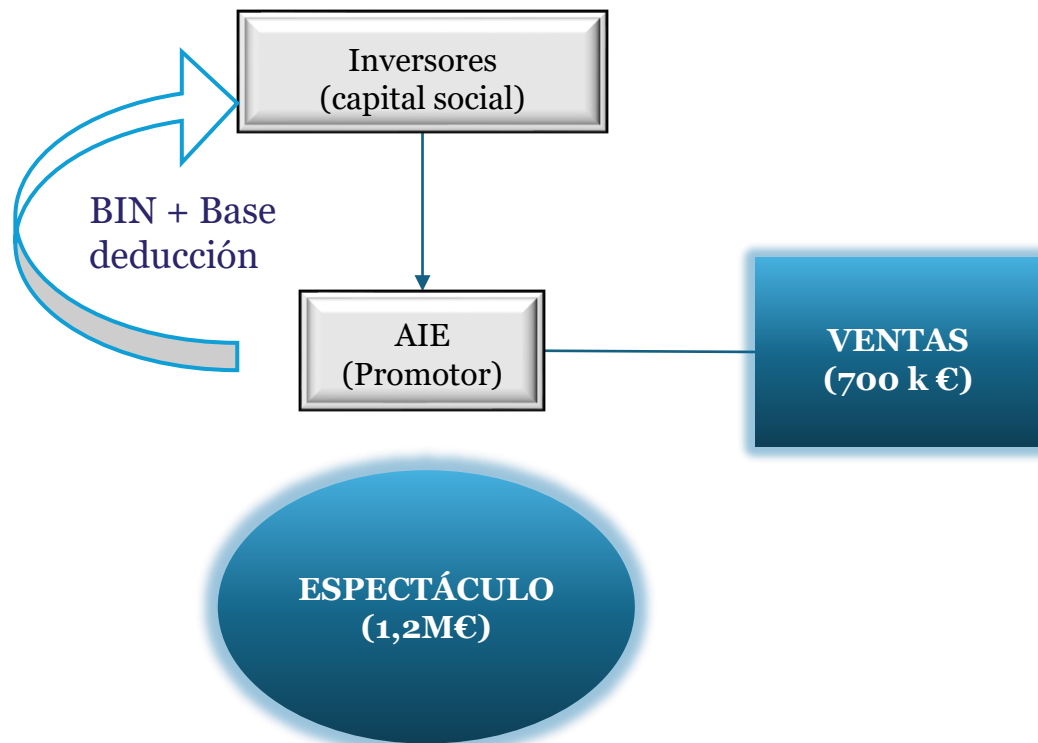 Inversores
(capital social)
BIN + Base
deducción
AIE
(Promotor)
VENTAS
(700 k €)
ESPECTÁCULO
(1,2M€)